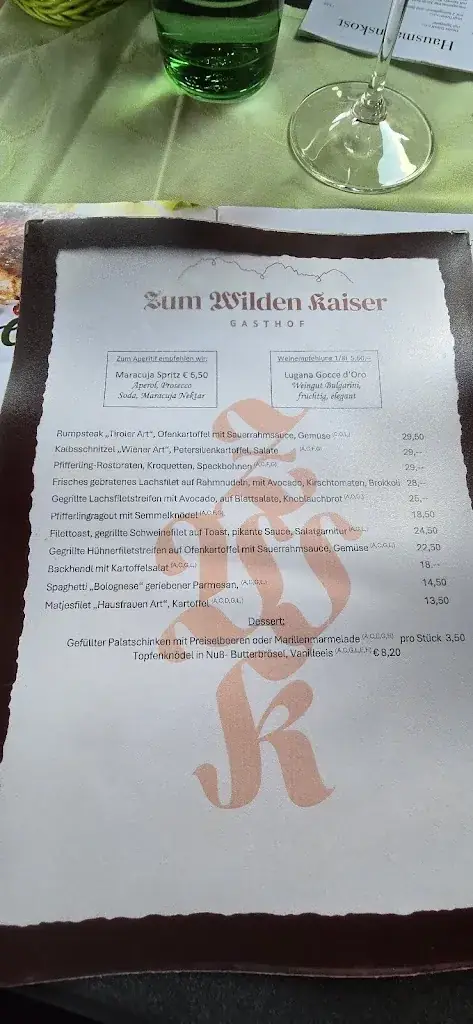 Hausmannskost
Zum Wilden Kaiser
GASTHOF
Zum Aperitif empfehlen wir:
Maracuja Spritz € 6,50
Aperol, Prosecco
Soda, Maracuja Nektar
Weinempfehlung 1/8l 5,60,--
Lugana Gocce d'Oro
Weingut Bulgarini,
fruchtig, elegant
Rumpsteak „Tiroler Art", Ofenkartoffel mit Sauerrahmsauce, Gemüse 29,50
Kalbsschnitzel „Wiener Art", Petersilienkartoffel, Salate 29,--
Pfifferling-Rostbraten, Kroquetten, Speckbohnen 29,--
Frisches gebratenes Lachsfilet auf Rahmnudeln, mit Avocado, Kirschtomaten, Brokkoli 28,--
Gegrillte Lachsfiletstreifen mit Avocado, auf Blattsalate, Knoblauchbrot 25,--
Pfifferlingragout mit Semmelknödel 18,50
Filettoast, gegrillte Schweinefilet auf Toast, pikante Sauce, Salatgarnitur 24,50
Gegrillte Hühnerfiletstreifen auf Ofenkartoffel mit Sauerrahmsauce, Gemüse (A,C,G,L,) 22,50
Backhendl mit Kartoffelsalat (A,C,G,L,) 18.--
Spaghetti „Bolognese" geriebener Parmesan, (A,C,G,L,) 14,50
Matjesfilet „Hausfrauen Art", Kartoffel (A,C,D,G,L,) 13,50
Dessert:
Gefüllter Palatschinken mit Preiselbeeren oder Marillenmarmelade pro Stück 3,50
Topfenknödel in Nuß- Butterbrösel, Vanilleeis € 8,20
k